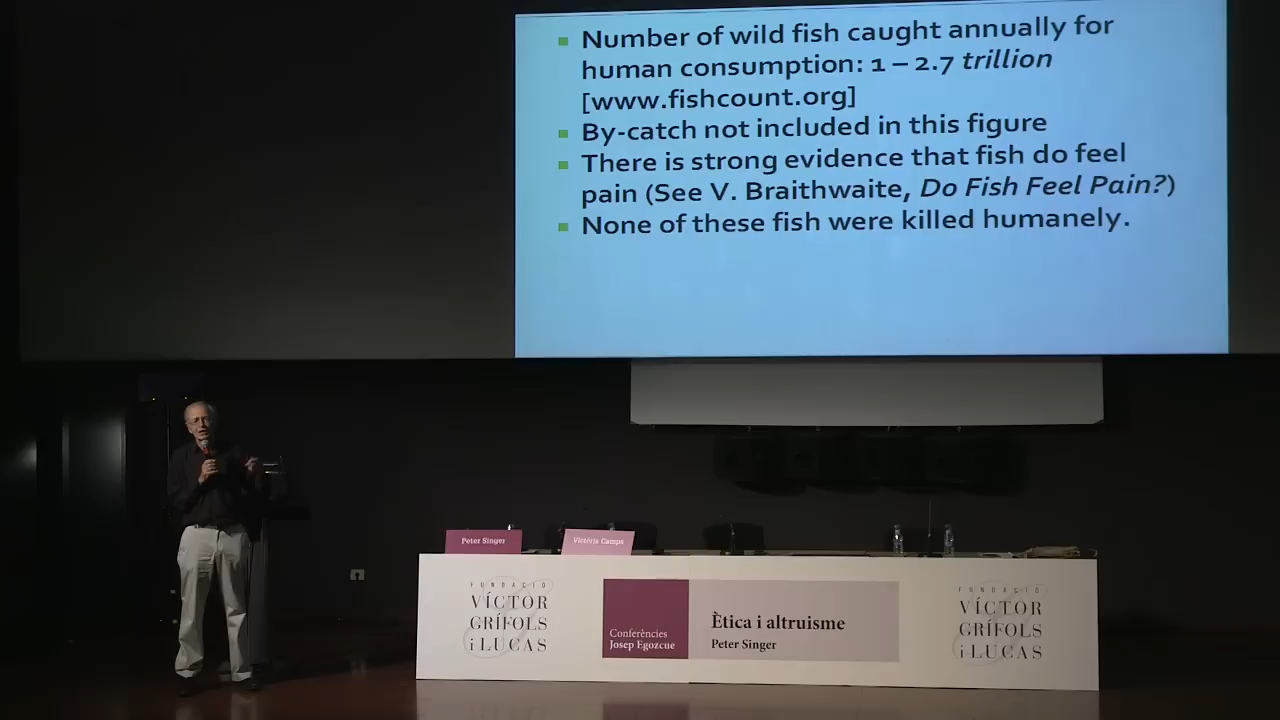 Number of wild fish caught annually for
human consumption: 1 – 2.7 trillion
[www.fishcount.org]
By-catch not included in this figure
There is strong evidence that fish do feel
pain (See V. Braithwaite, Do Fish Feel Pain?)
None of these fish were killed humanely.
Peter Singer
Victòria Camps
FUNDACIÓ
VÍCTOR
GRÍFOLS
i LUCAS
Conferències
Josep Egozcue
Ètica i altruisme
Peter Singer
FUNDACIÓ
VÍCTOR
GRÍFOLS
i LUCAS